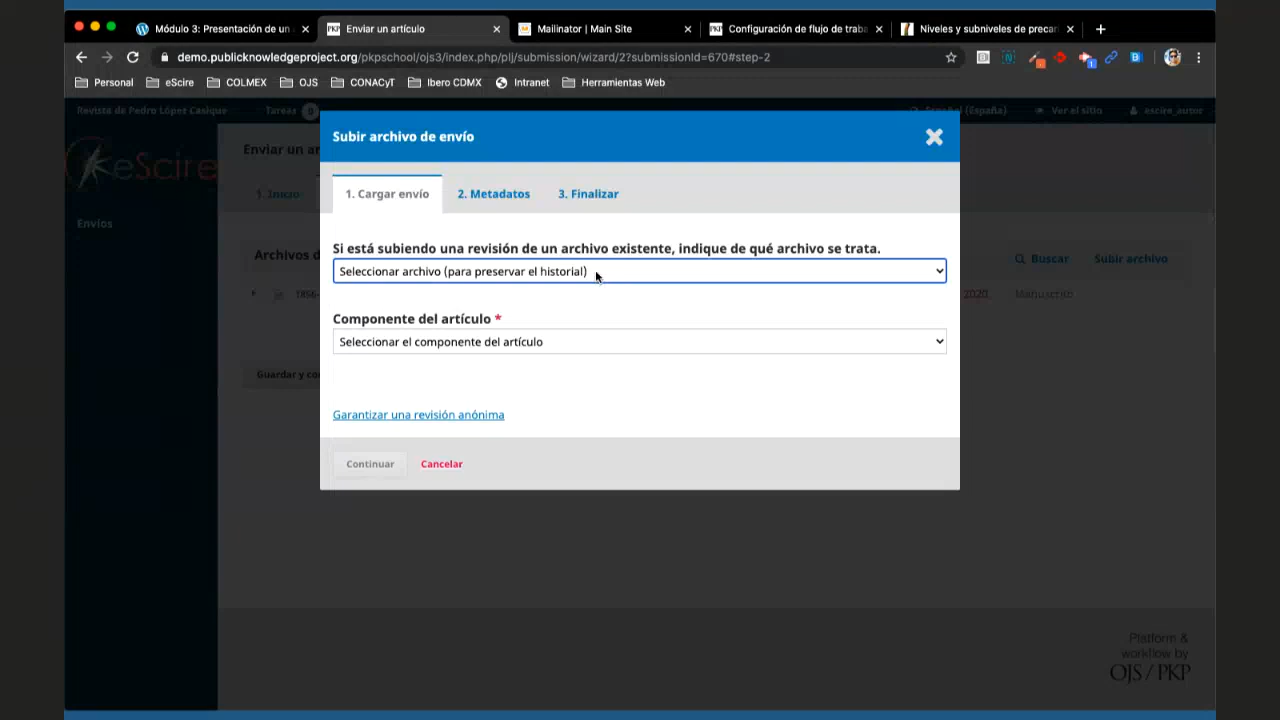 Módulo 3: Presentación de un
Enviar un artículo
Mailinator | Main Site
Configuración de flujo de traba
Niveles y subniveles de precar
demo.publicknowledgeproject.org/pkpschool/ojs3/index.php/plj/submission/wizard/2?submissionId=670#step-2
Personal
eScire
COLMEX
OJS
CONACyT
Ibero CDMX
Intranet
Herramientas Web
Revista de Pedro López Casique
Tareas
Español (España)
Ver el sitio
escire_autor
eScire
Enviar un ar
1. Inicio
Envíos
Subir archivo de envío
1. Cargar envío
2. Metadatos
3. Finalizar
Si está subiendo una revisión de un archivo existente, indique de qué archivo se trata.
Seleccionar archivo (para preservar el historial)
Componente del artículo *
Seleccionar el componente del artículo
Garantizar una revisión anónima
Continuar
Cancelar
Archivos d
Buscar
Subir archivo
1856-
2020
Manuscrito
Guardar y co
Platform &
workflow by
OJS / PKP